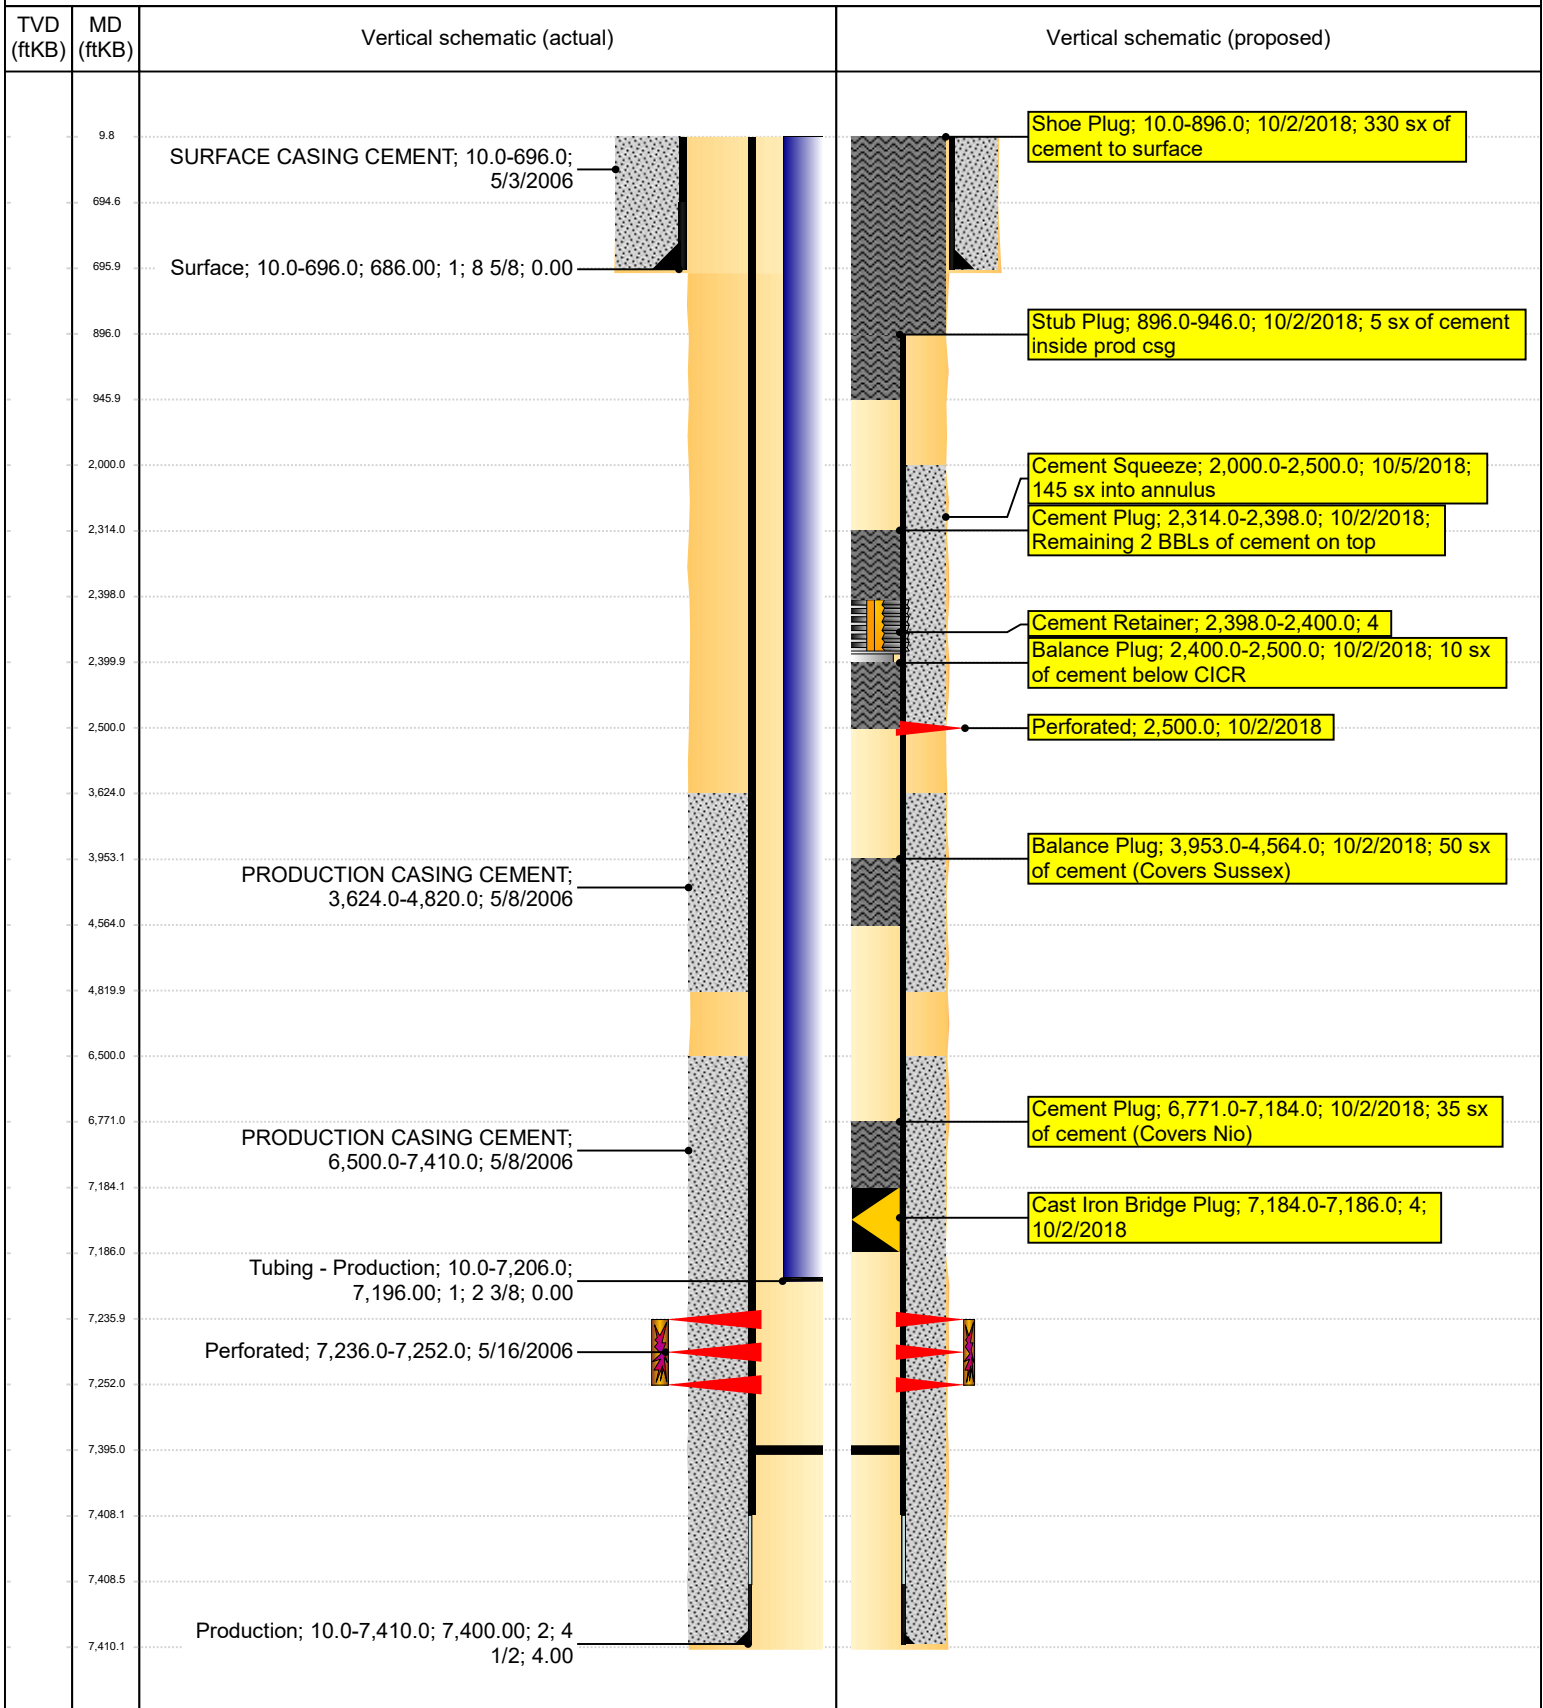 TVD
(ftKB)
MD
(ftKB)
Vertical schematic (actual)
Vertical schematic (proposed)
9.8
694.6
695.9
896.0
945.9
2,000.0
2,314.0
2,398.0
2,399.9
2,500.0
3,624.0
3,953.1
4,564.0
4,819.9
6,500.0
6,771.0
7,184.1
7,186.0
7,235.9
7,252.0
7,395.0
7,408.1
7,408.5
7,410.1
SURFACE CASING CEMENT; 10.0-696.0;
5/3/2006
Surface; 10.0-696.0; 686.00; 1; 8 5/8; 0.00
PRODUCTION CASING CEMENT;
3,624.0-4,820.0; 5/8/2006
PRODUCTION CASING CEMENT;
6,500.0-7,410.0; 5/8/2006
Tubing - Production; 10.0-7,206.0;
7,196.00; 1; 2 3/8; 0.00
Perforated; 7,236.0-7,252.0; 5/16/2006
Production; 10.0-7,410.0; 7,400.00; 2; 4
1/2; 4.00
Shoe Plug; 10.0-896.0; 10/2/2018; 330 sx of
cement to surface
Stub Plug; 896.0-946.0; 10/2/2018; 5 sx of cement
inside prod csg
Cement Squeeze; 2,000.0-2,500.0; 10/5/2018;
145 sx into annulus
Cement Plug; 2,314.0-2,398.0; 10/2/2018;
Remaining 2 BBLs of cement on top
Cement Retainer; 2,398.0-2,400.0; 4
Balance Plug; 2,400.0-2,500.0; 10/2/2018; 10 sx
of cement below CICR
Perforated; 2,500.0; 10/2/2018
Balance Plug; 3,953.0-4,564.0; 10/2/2018; 50 sx
of cement (Covers Sussex)
Cement Plug; 6,771.0-7,184.0; 10/2/2018; 35 sx
of cement (Covers Nio)
Cast Iron Bridge Plug; 7,184.0-7,186.0; 4;
10/2/2018